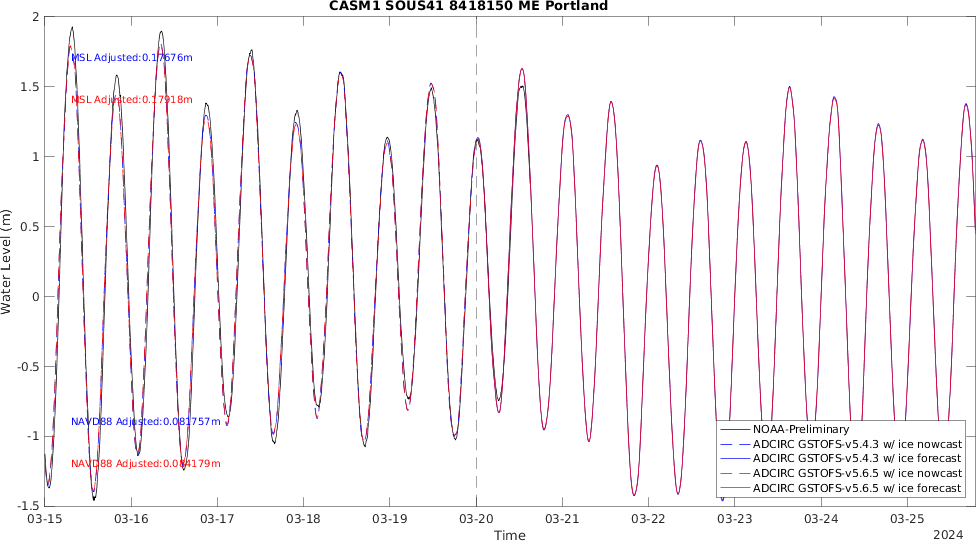 CASM1 SOUS41 8418150 ME Portland
2
1.5
1
0.5
0
-0.5
-1
-1.5
Water Level (m)
MSL Adjusted:0.17676m
MSL Adjusted:0.17918m
NAVD88 Adjusted:0.081757m
NAVD88 Adjusted:0.084179m
NOAA-Preliminary
ADCIRC GSTOFS-v5.4.3 w/ ice nowcast
ADCIRC GSTOFS-v5.4.3 w/ ice forecast
ADCIRC GSTOFS-v5.6.5 w/ ice nowcast
ADCIRC GSTOFS-v5.6.5 w/ ice forecast
03-15 03-16 03-17 03-18 03-19 03-20 03-21 03-22 03-23 03-24 03-25
Time
2024